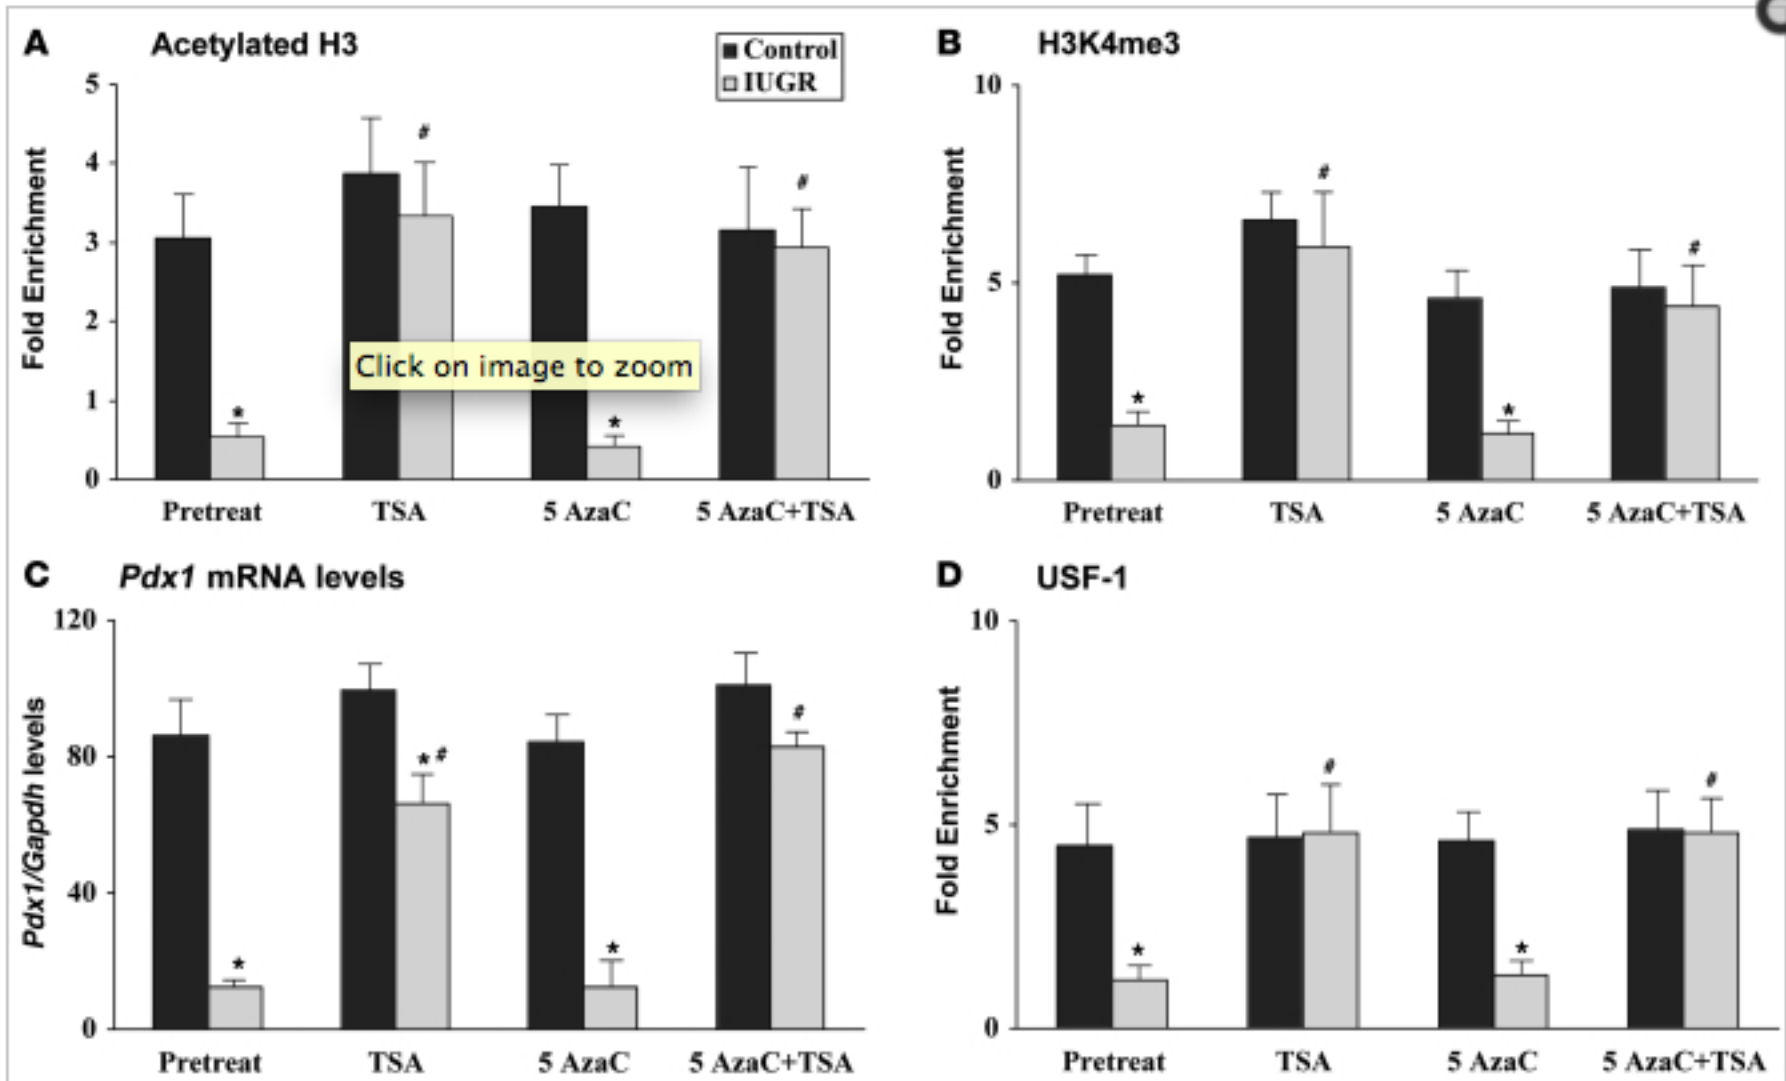 A Acetylated H3
Control
IUGR
5
4
3
2
1
0
Fold Enrichment
*
#
*
#
Click on image to zoom
Pretreat TSA 5 AzaC 5 AzaC+TSA
B H3K4me3
10
5
0
Fold Enrichment
*
#
*
#
Pretreat TSA 5 AzaC 5 AzaC+TSA
C Pdx1 mRNA levels
120
80
40
0
Pdx1/Gapdh levels
*
* #
*
#
Pretreat TSA 5 AzaC 5 AzaC+TSA
D USF-1
10
5
0
Fold Enrichment
*
#
*
#
Pretreat TSA 5 AzaC 5 AzaC+TSA